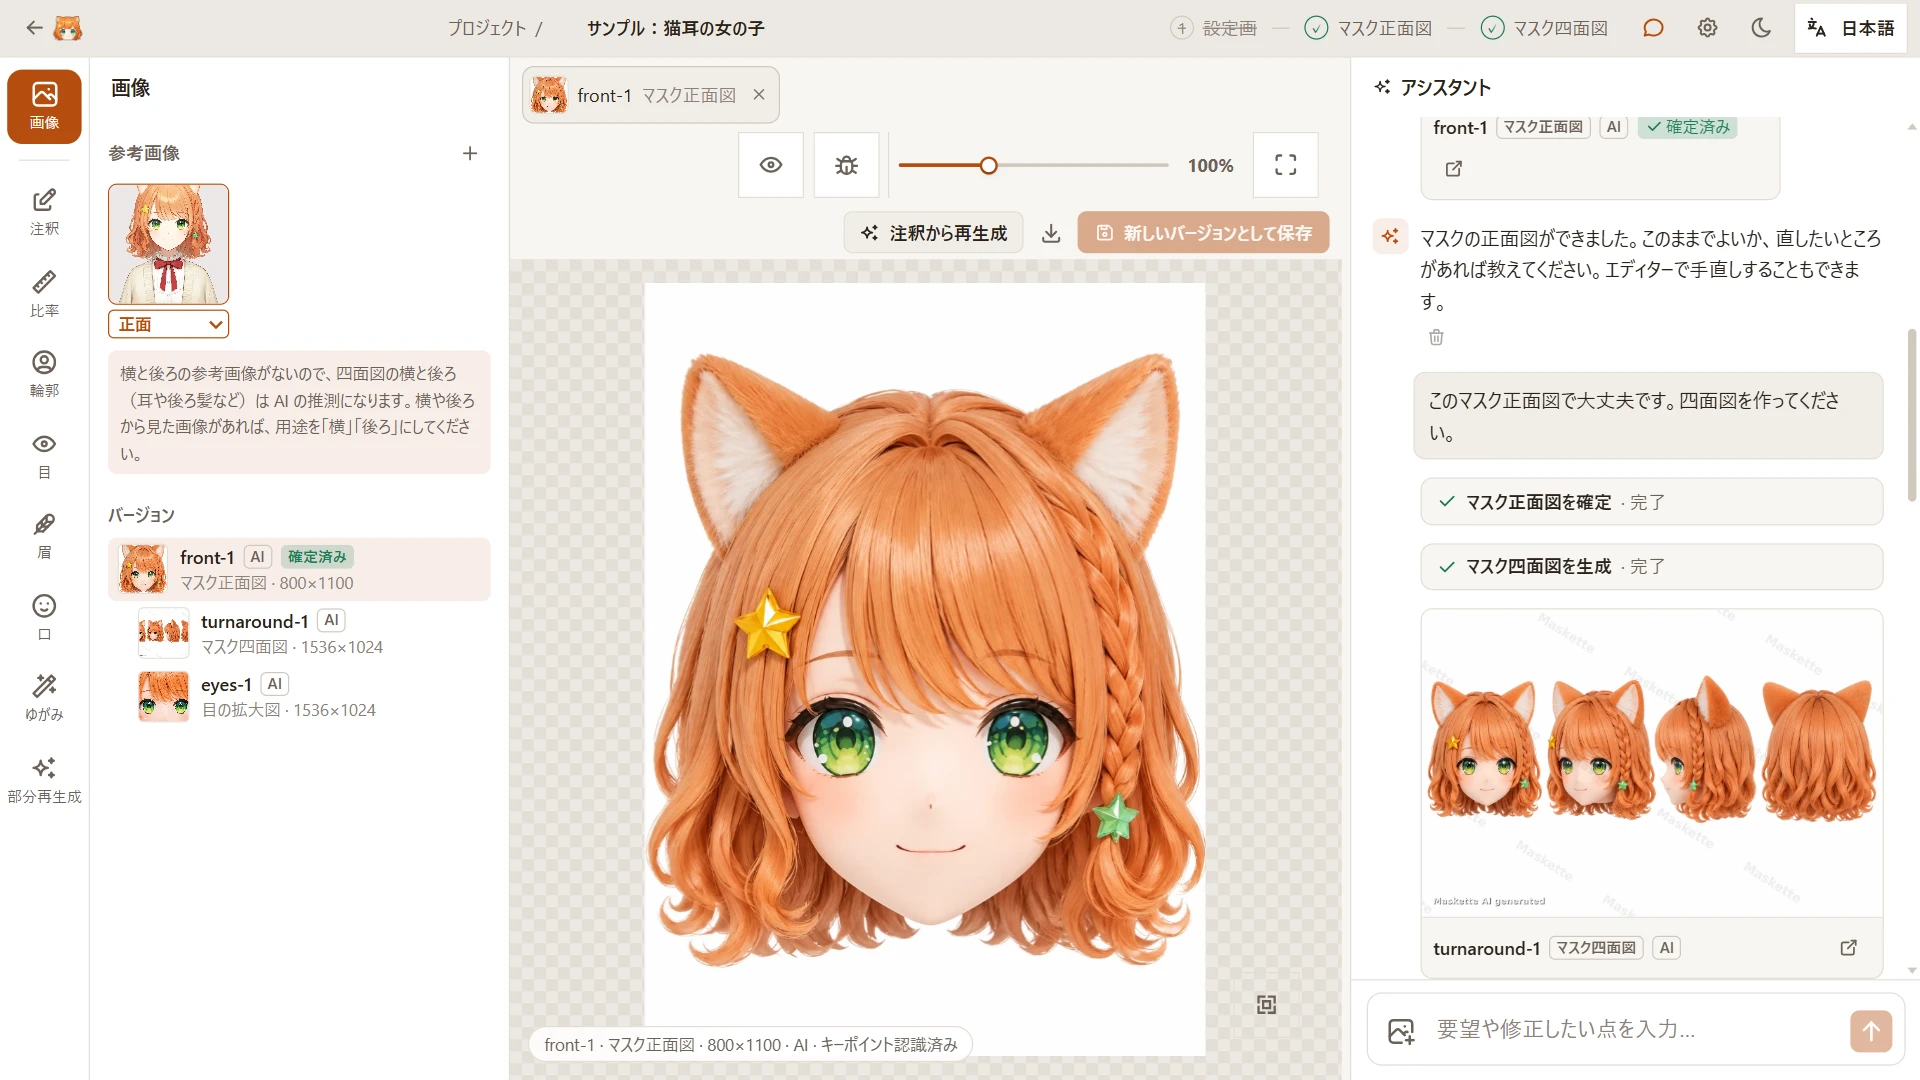 プロジェクト /
サンプル：猫耳の女の子
設定画
マスク正面図
マスク四面図
日本語
画像
注釈
比率
輪郭
目
眉
口
ゆがみ
部分再生成
画像
参考画像
正面
横と後ろの参考画像がないので、四面図の横と後ろ
（耳や後ろ髪など）は AI の推測になります。横や後ろ
から見た画像があれば、用途を「横」「後ろ」にしてくださ
い。
バージョン
front-1 AI 確定済み
マスク正面図 · 800×1100
turnaround-1 AI
マスク四面図 · 1536×1024
eyes-1 AI
目の拡大図 · 1536×1024
front-1 マスク正面図
100%
注釈から再生成
新しいバージョンとして保存
front-1 · マスク正面図 · 800×1100 · AI · キーポイント認識済み
アシスタント
front-1 マスク正面図 AI 確定済み
マスクの正面図ができました。このままでよいか、直したいところ
があれば教えてください。エディターで手直しすることもできま
す。
このマスク正面図で大丈夫です。四面図を作ってくださ
い。
マスク正面図を確定 · 完了
マスク四面図を生成 · 完了
Maskette
Maskette
Maskette
Maskette
Maskette
Maskette
Maskette AI generated
turnaround-1 マスク四面図 AI
要望や修正したい点を入力...